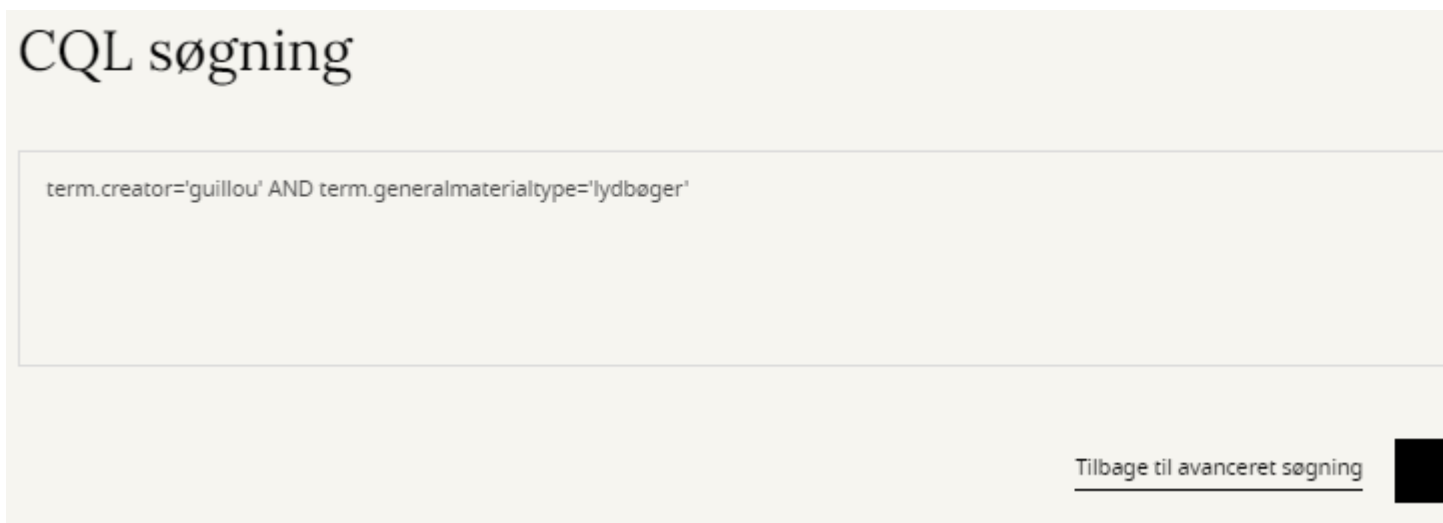 CQL søgning
term.creator='guillou' AND term.generalmaterialtype='lydbøger'
Tilbage til avanceret søgning